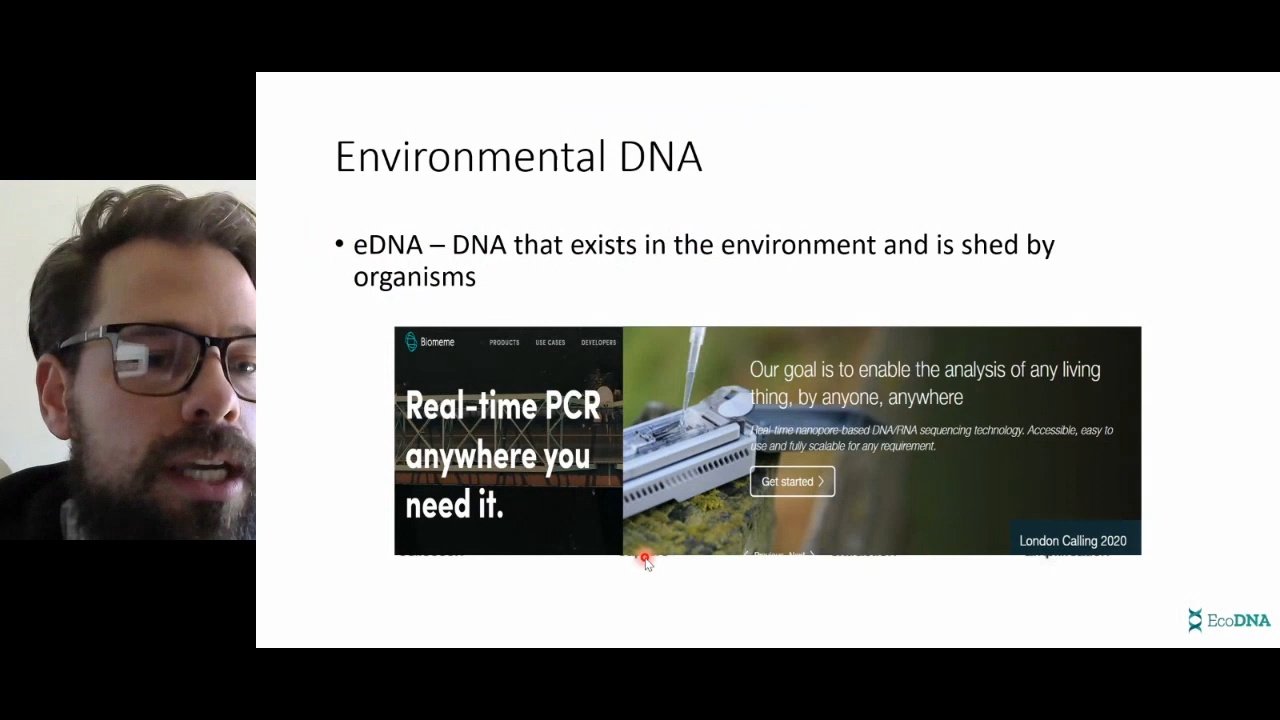 Environmental DNA
• eDNA – DNA that exists in the environment and is shed by
organisms
Biomeme PRODUCTS USE CASES DEVELOPERS
Real-time PCR
anywhere you
need it.
Our goal is to enable the analysis of any living
thing, by anyone, anywhere
Real-time nanopore-based DNA/RNA sequencing technology. Accessible, easy to
use and fully scalable for any requirement.
Get started
London Calling 2020
EcoDNA